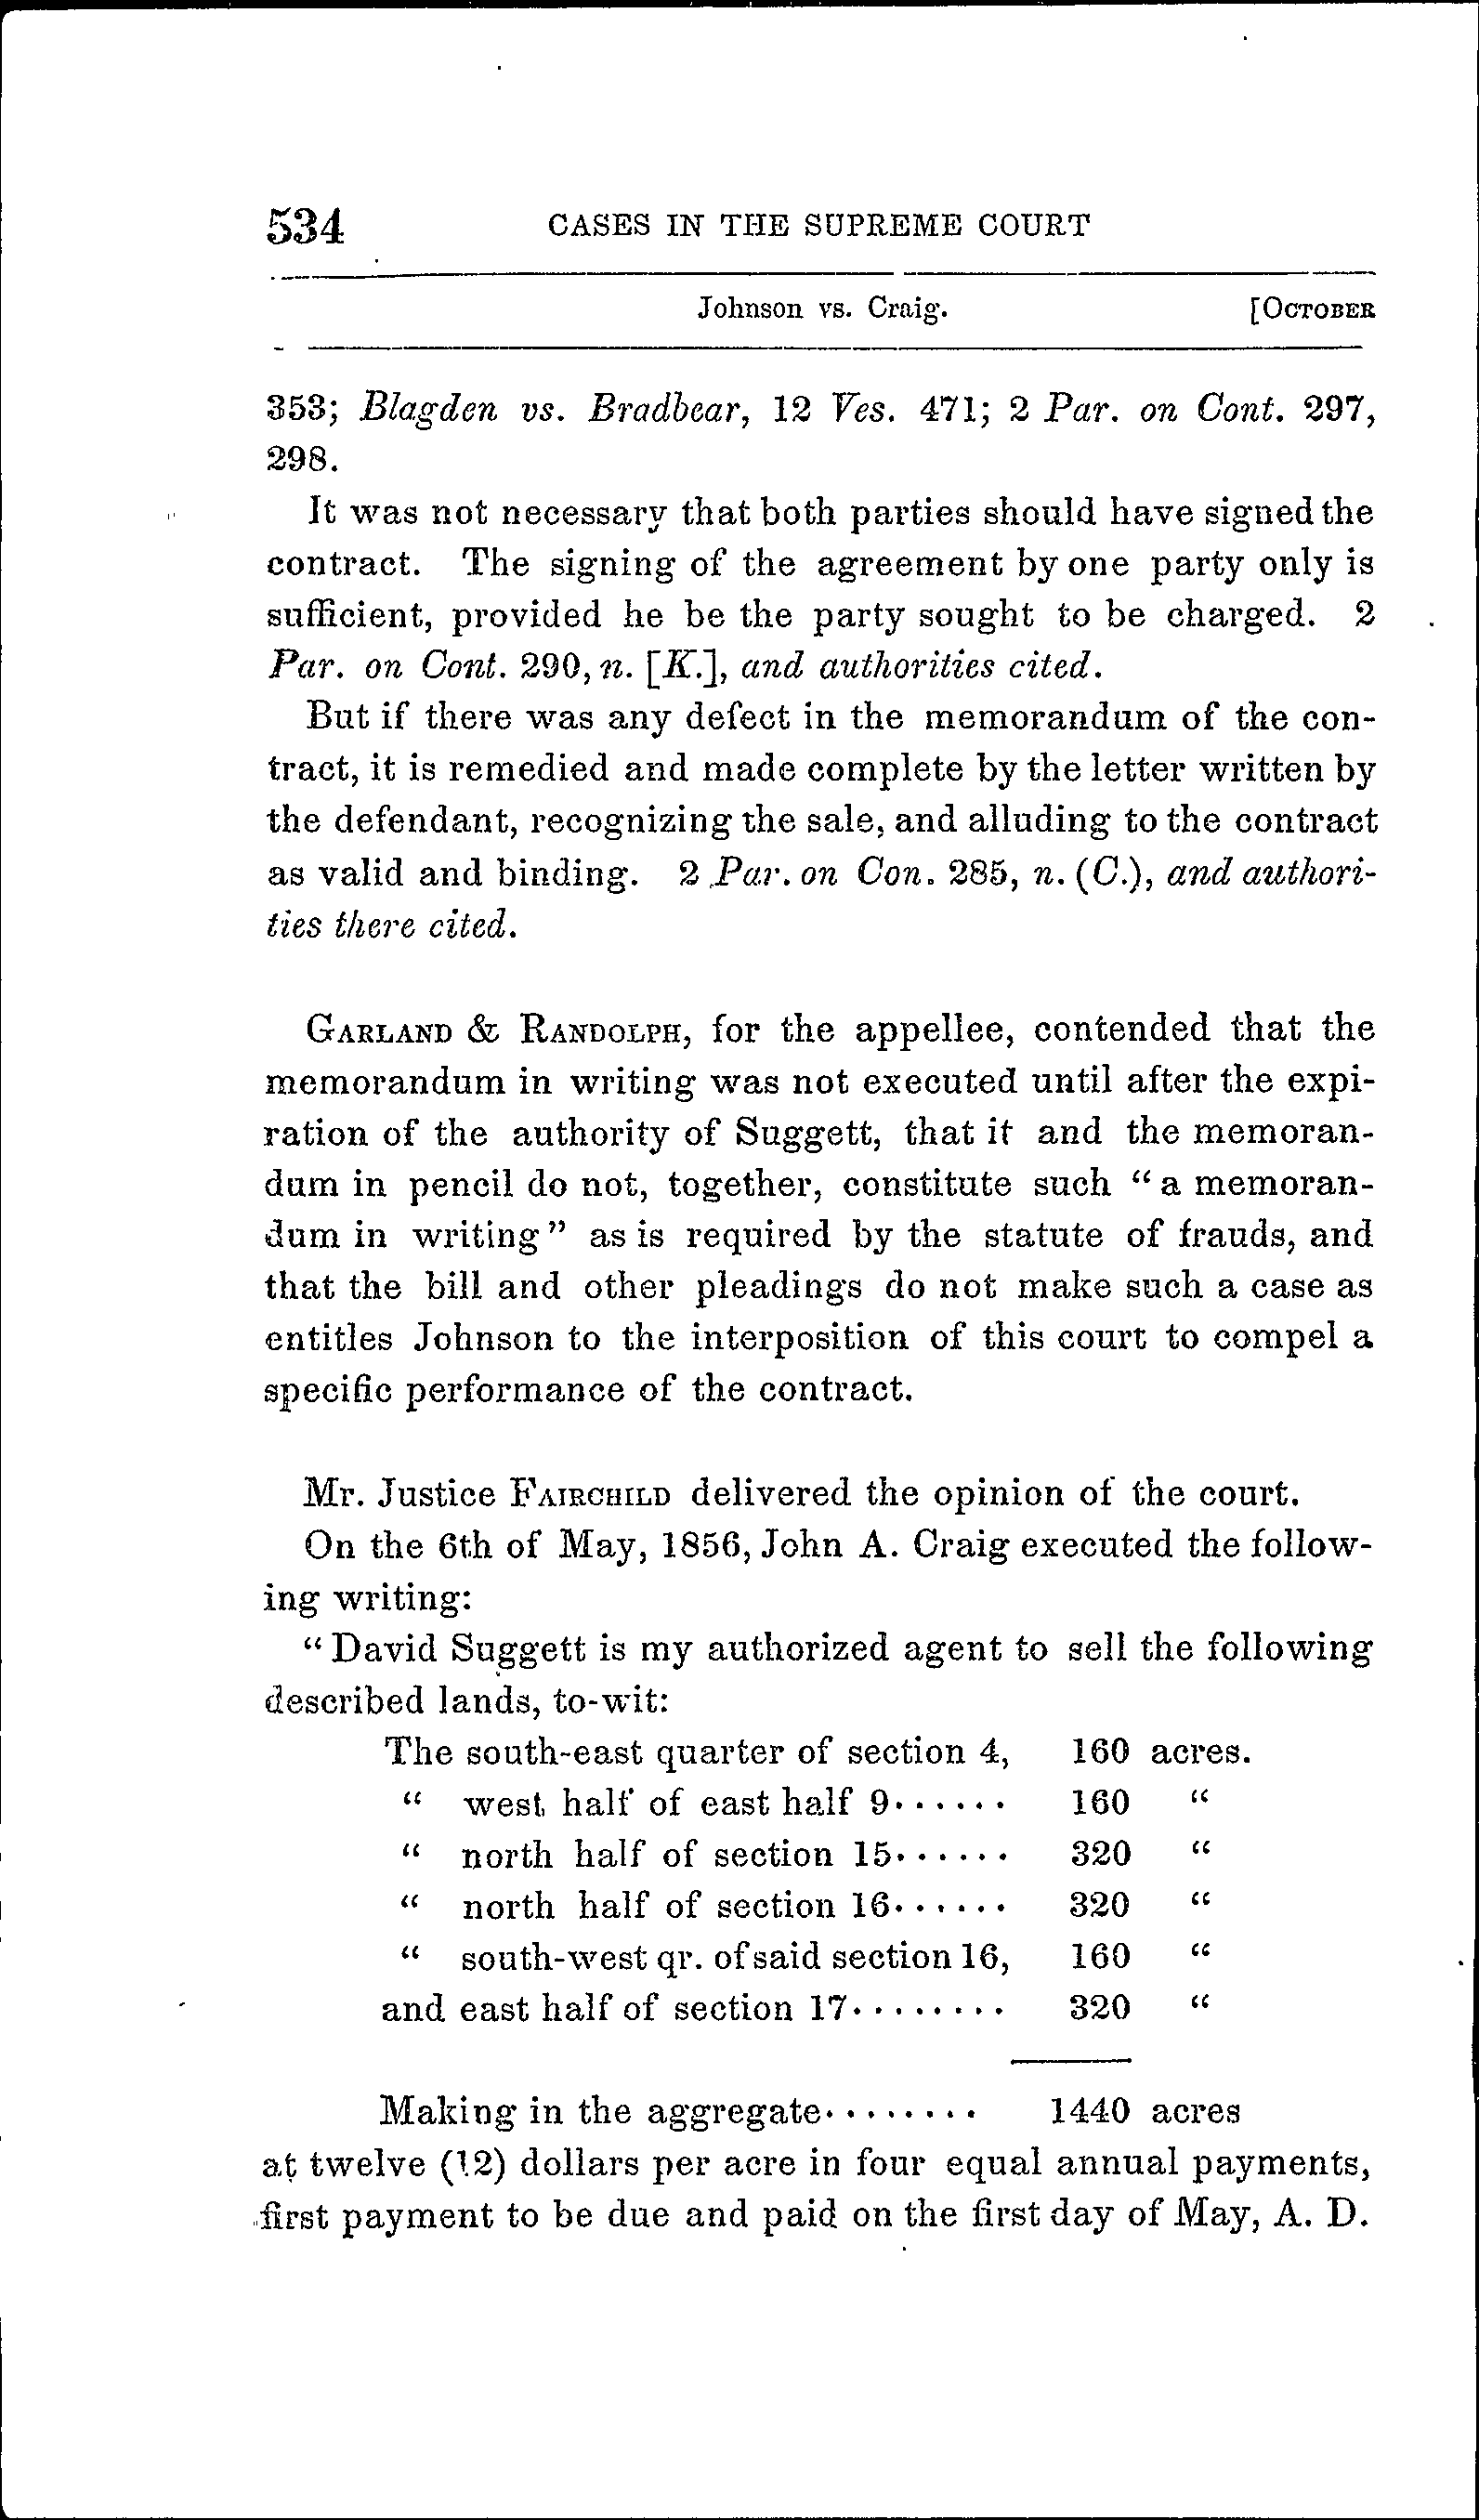 534 CASES IN THE SUPREME COURT
Johnson vs. Craig. [OCTOBER
353; Blagden vs. Bradbear, 12 Ves. 471; 2 Par. on Cont. 297,
298.
It was not necessary that both parties should have signed the
contract. The signing of the agreement by one party only is
sufficient, provided he be the party sought to be charged. 2
Par. on Cont. 290, n. [K.], and authorities cited.
But if there was any defect in the memorandum of the con-
tract, it is remedied and made complete by the letter written by
the defendant, recognizing the sale, and alluding to the contract
as valid and binding. 2 Par. on Con. 285, n. (C.), and authori-
ties there cited.
GARLAND & RANDOLPH, for the appellee, contended that the
memorandum in writing was not executed until after the expi-
ration of the authority of Suggett, that it and the memoran-
dum in pencil do not, together, constitute such " a memoran-
dum in writing" as is required by the statute of frauds, and
that the bill and other pleadings do not make such a case as
entitles Johnson to the interposition of this court to compel a
specific performance of the contract.
Mr. Justice FAIRCHILD delivered the opinion of the court.
On the 6th of May, 1856, John A. Craig executed the follow-
ing writing:
" David Suggett is my authorized agent to sell the following
described lands, to-wit:
The south-east quarter of section 4, 160 acres.
" west half of east half 9...... 160 "
" north half of section 15...... 320 "
" north half of section 16...... 320 "
" south-west qr. of said section 16, 160 "
and east half of section 17........ 320 "
Making in the aggregate........ 1440 acres
at twelve (12) dollars per acre in four equal annual payments,
first payment to be due and paid on the first day of May, A. D.